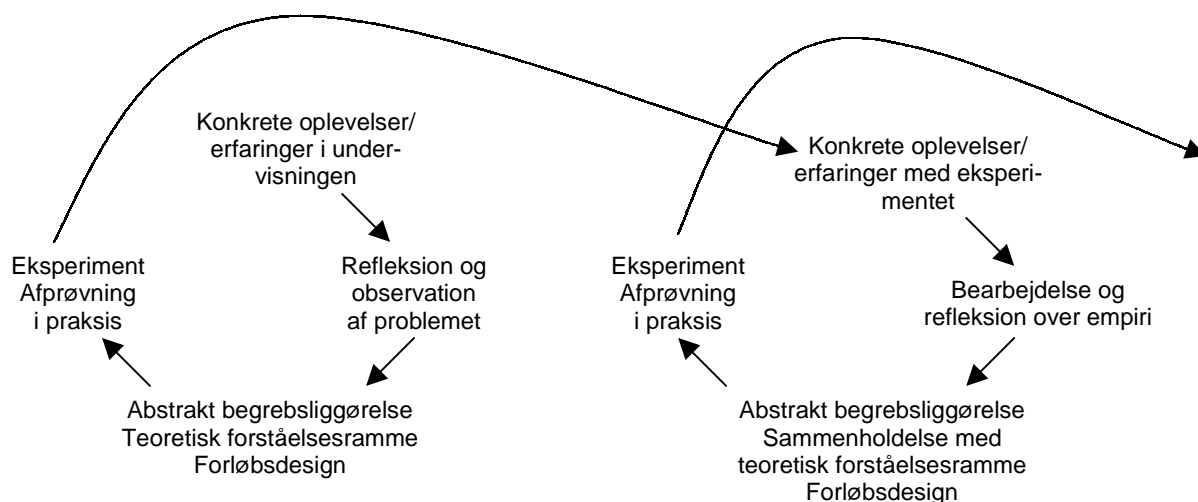 Konkrete oplevelser/
erfaringer i under-
visningen
Refleksion og
observation
af problemet
Abstrakt begrebsliggørelse
Teoretisk forståelsesramme
Forløbsdesign
Eksperiment
Afprøvning
i praksis
Konkrete oplevelser/
erfaringer med eksperi-
mentet
Bearbejdelse og
refleksion over empiri
Abstrakt begrebsliggørelse
Sammenholdelse med
teoretisk forståelsesramme
Forløbsdesign
Eksperiment
Afprøvning
i praksis